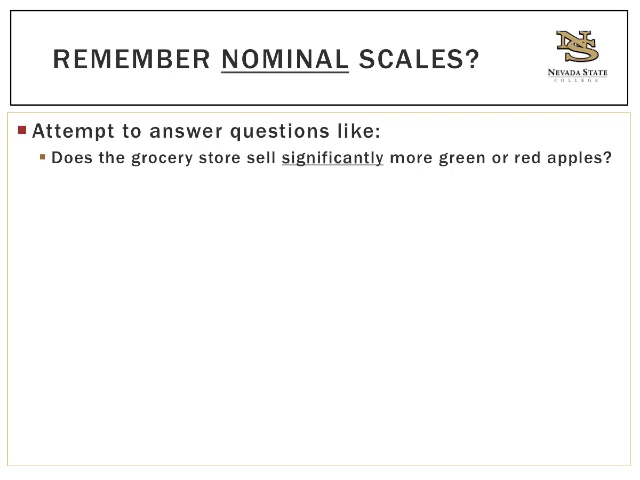 REMEMBER NOMINAL SCALES?
NS
NEVADA STATE
COLLEGE
Attempt to answer questions like:
Does the grocery store sell significantly more green or red apples?